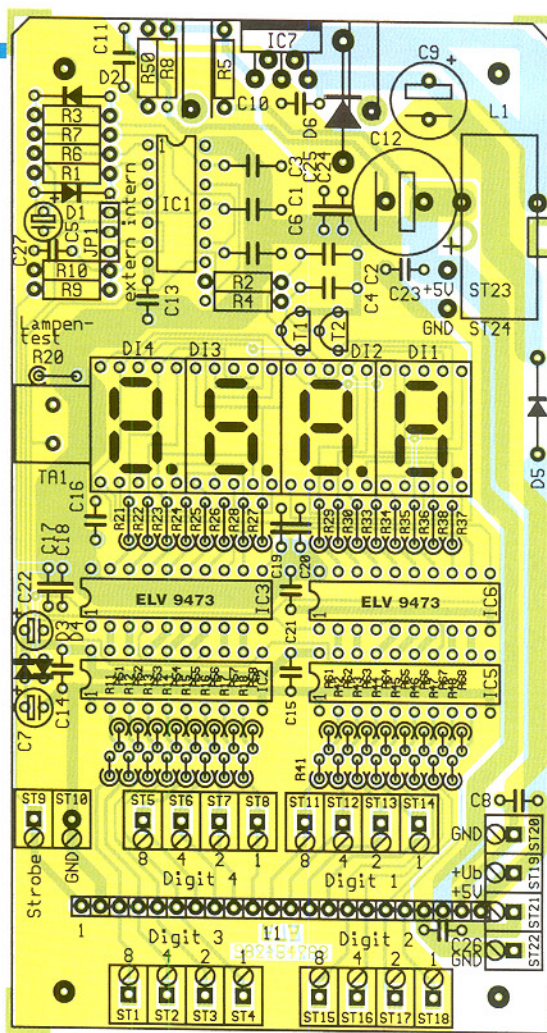 C11
D2
R50
R8
R5
IC7
C9
+
L1
C10
D6
C12
R3
R7
R6
R1
1
IC1
C3
C25
C24
C1
C6
D1
JP1
extern intern
C27
C5
R10
R9
C13
R2
R4
C2
C4
C23
+
+5V
GND
ST23
ST24
T1
T2
Lampen-
test
R20
DI4
DI3
DI2
DI1
TA1
D5
C16
R21
R22
R23
R24
R25
R26
R28
R27
R29
R30
R33
R34
R35
R36
R38
R37
C17
C18
C19
C20
C22
+
1
ELV 9473
IC3
C21
1
ELV 9473
IC6
D3
D4
C14
+
C7
1
IC2
C15
1
IC5
R41
ST9
ST10
Strobe
GND
ST5
ST6
ST7
ST8
8
4
2
1
Digit 4
ST11
ST12
ST13
ST14
8
4
2
1
Digit 1
C8
GND
ST20
+Ub
ST19
+5V
ST21
GND
ST22
C26
1
11
Digit 3
8
4
2
1
ST1
ST2
ST3
ST4
Digit 2
8
4
2
1
ST15
ST16
ST17
ST18